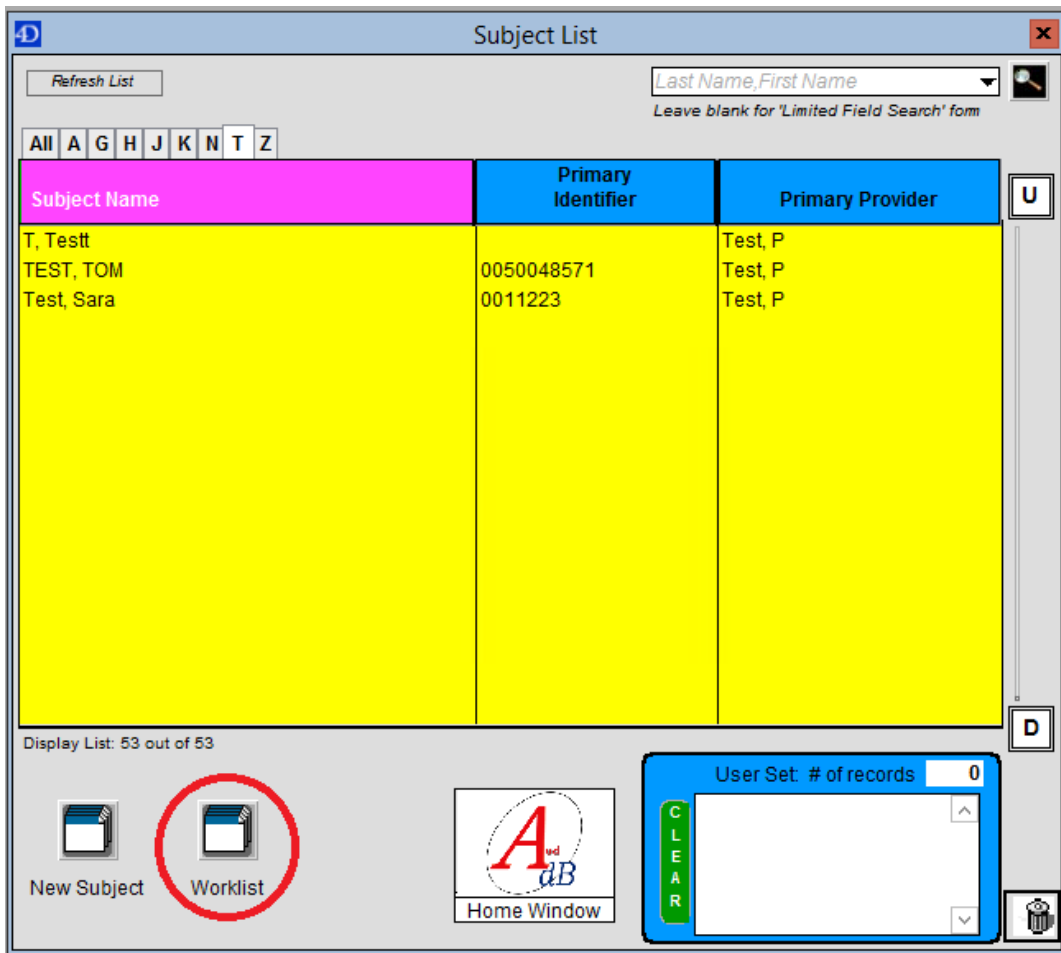 4D
Subject List
x
Refresh List
Last Name,First Name
Leave blank for 'Limited Field Search' form
All A G H J K N T Z
Subject Name
Primary Identifier
Primary Provider
U
T, Testt Test, P
TEST, TOM 0050048571 Test, P
Test, Sara 0011223 Test, P
D
Display List: 53 out of 53
User Set: # of records 0
CLEAR
New Subject
Worklist
Aud dB
Home Window